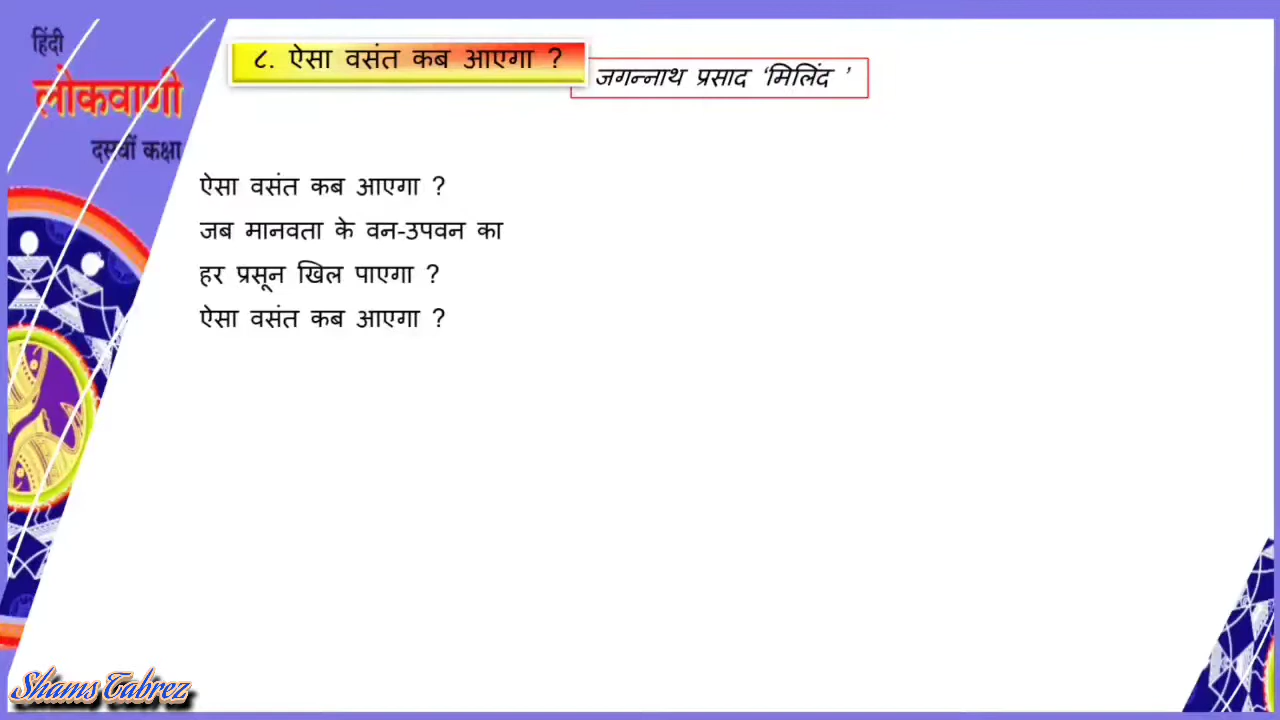 हिंदी
लोकवाणी
दसवीं कक्षा
८. ऐसा वसंत कब आएगा ?
जगन्नाथ प्रसाद ‘मिलिंद ’
ऐसा वसंत कब आएगा ?
जब मानवता के वन-उपवन का
हर प्रसून खिल पाएगा ?
ऐसा वसंत कब आएगा ?
Shams Tabrez